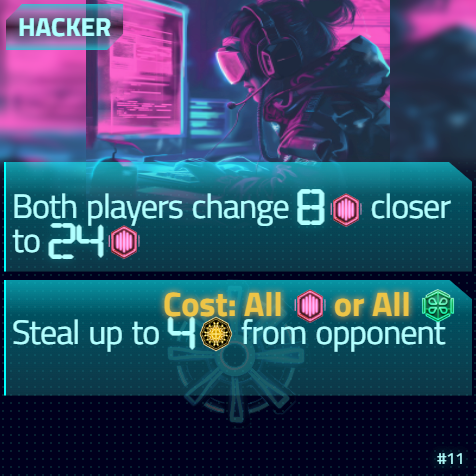 HACKER
Both players change 8 closer
to 24
Cost: All or All
Steal up to 4 from opponent
#11